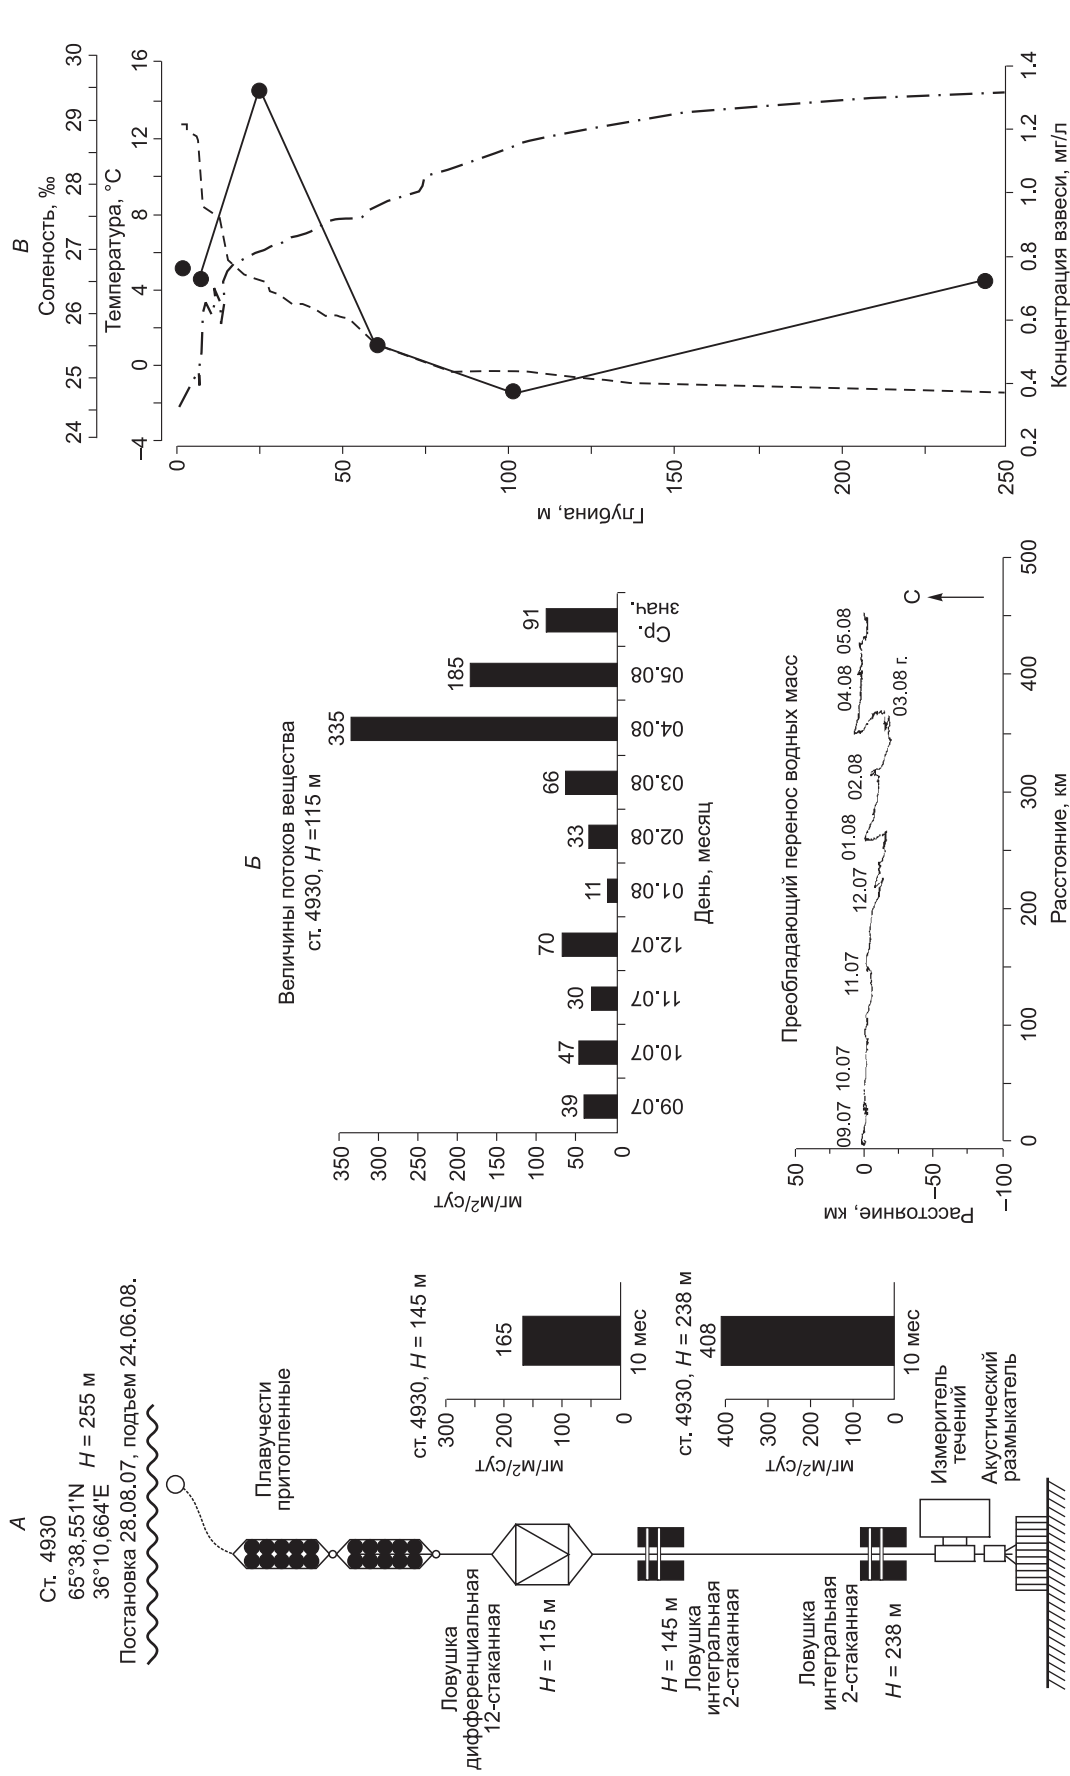 А
Ст. 4930
65°38,551'N
36°10,664'E
H = 255 м
Постановка 28.08.07, подъем 24.06.08.
Плавучести
притопленные
Ловушка
дифференциальная
12-стаканная
H = 115 м
H = 145 м
Ловушка
интегральная
2-стаканная
Ловушка
интегральная
2-стаканная
H = 238 м
Измеритель
течений
Акустический
размыкатель
ст. 4930, H = 145 м
мг/м²/сут
300
200
100
0
165
10 мес
ст. 4930, H = 238 м
мг/м²/сут
400
300
200
100
0
408
10 мес
Б
Величины потоков вещества
ст. 4930, H =115 м
мг/м²/сут
350
300
250
200
150
100
50
0
39
47
30
70
11
33
66
335
185
91
09.07
10.07
11.07
12.07
01.08
02.08
03.08
04.08
05.08
Ср.
знач.
День, месяц
Преобладающий перенос водных масс
Расстояние, км
50
0
−50
−100
09.07
10.07
11.07
12.07
01.08
02.08
03.08 г.
04.08
05.08
С
0
100
200
300
400
500
Расстояние, км
В
Соленость, ‰
24
25
26
27
28
29
30
Температура, °C
−4
0
4
8
12
16
Глубина, м
0
50
100
150
200
250
0.2
0.4
0.6
0.8
1.0
1.2
1.4
Концентрация взвеси, мг/л